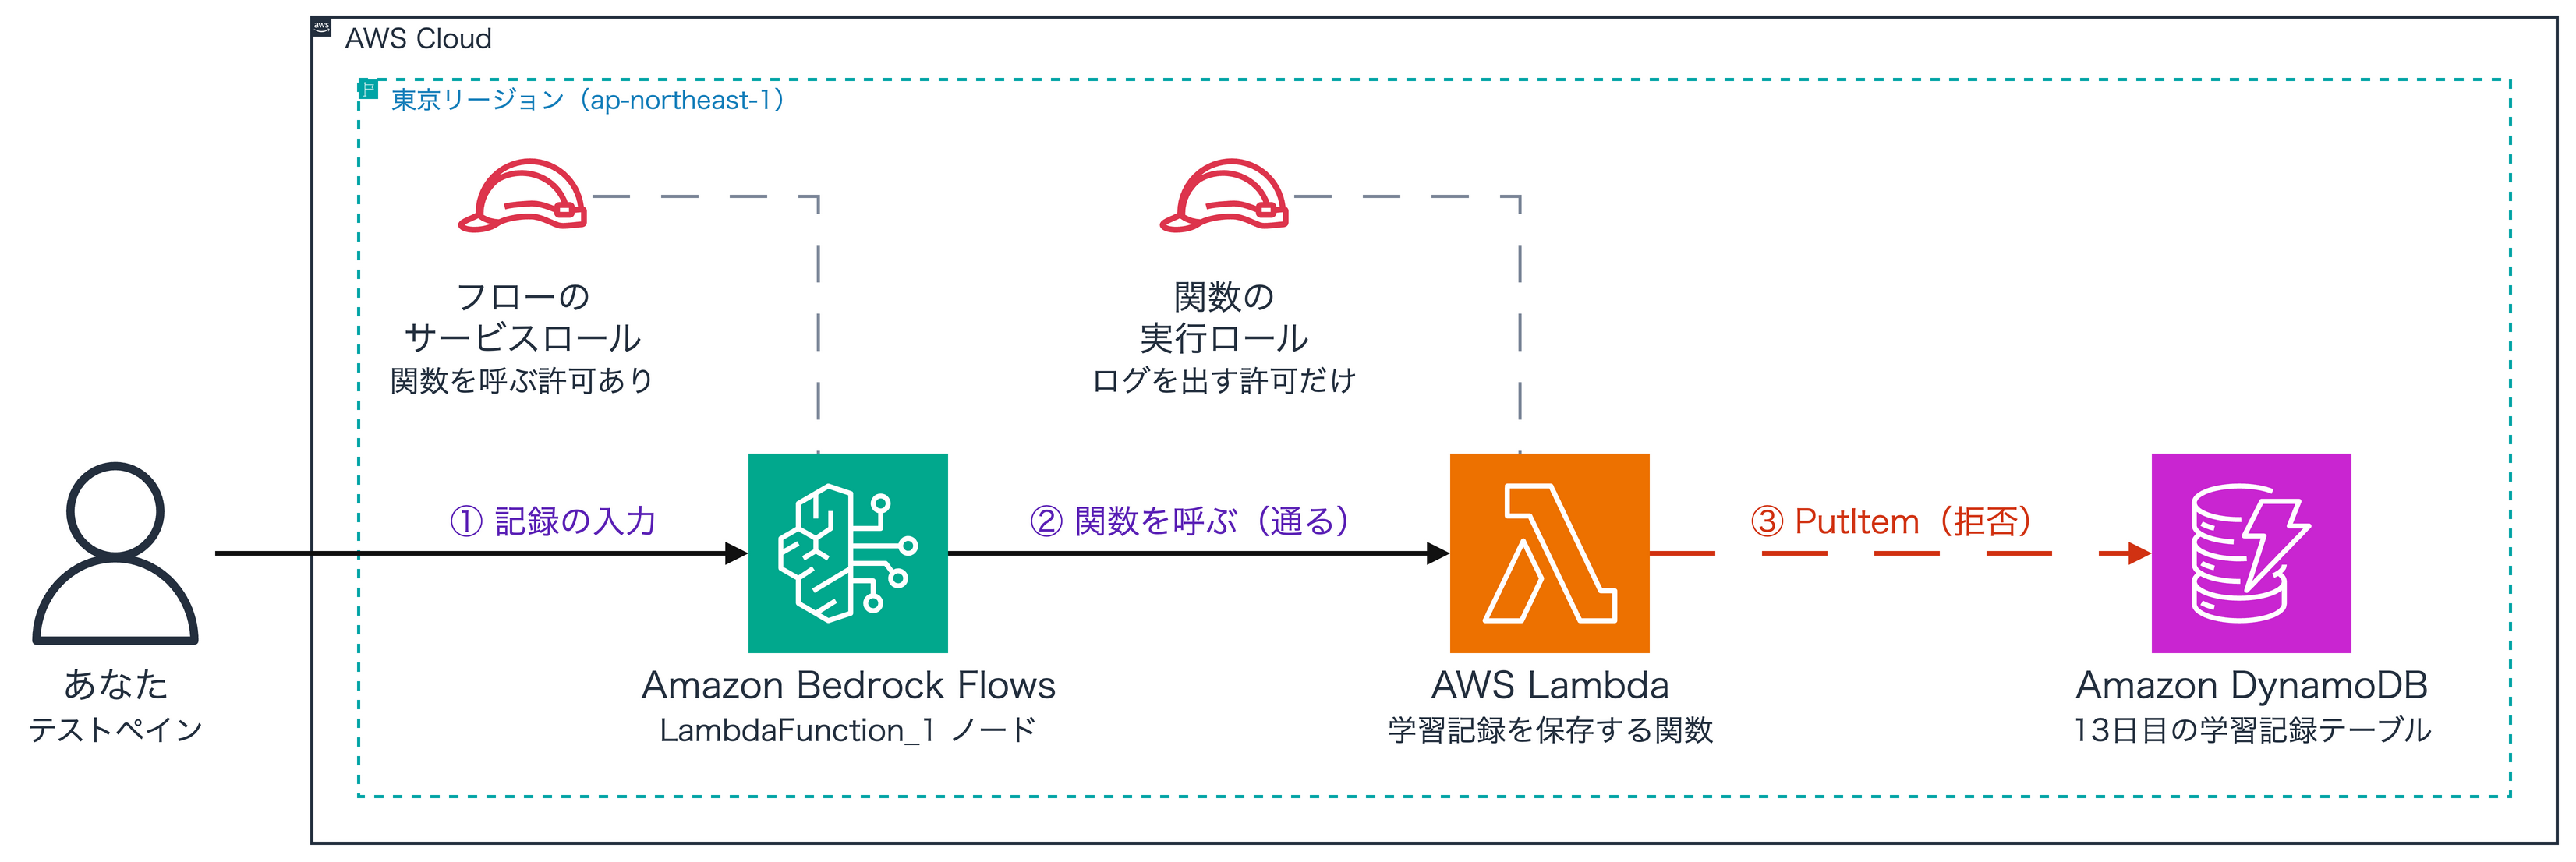 aws
AWS Cloud
東京リージョン（ap-northeast-1）
フローの
サービスロール
関数を呼ぶ許可あり
関数の
実行ロール
ログを出す許可だけ
① 記録の入力
② 関数を呼ぶ（通る）
③ PutItem（拒否）
あなた
テストペイン
Amazon Bedrock Flows
LambdaFunction_1 ノード
AWS Lambda
学習記録を保存する関数
Amazon DynamoDB
13日目の学習記録テーブル